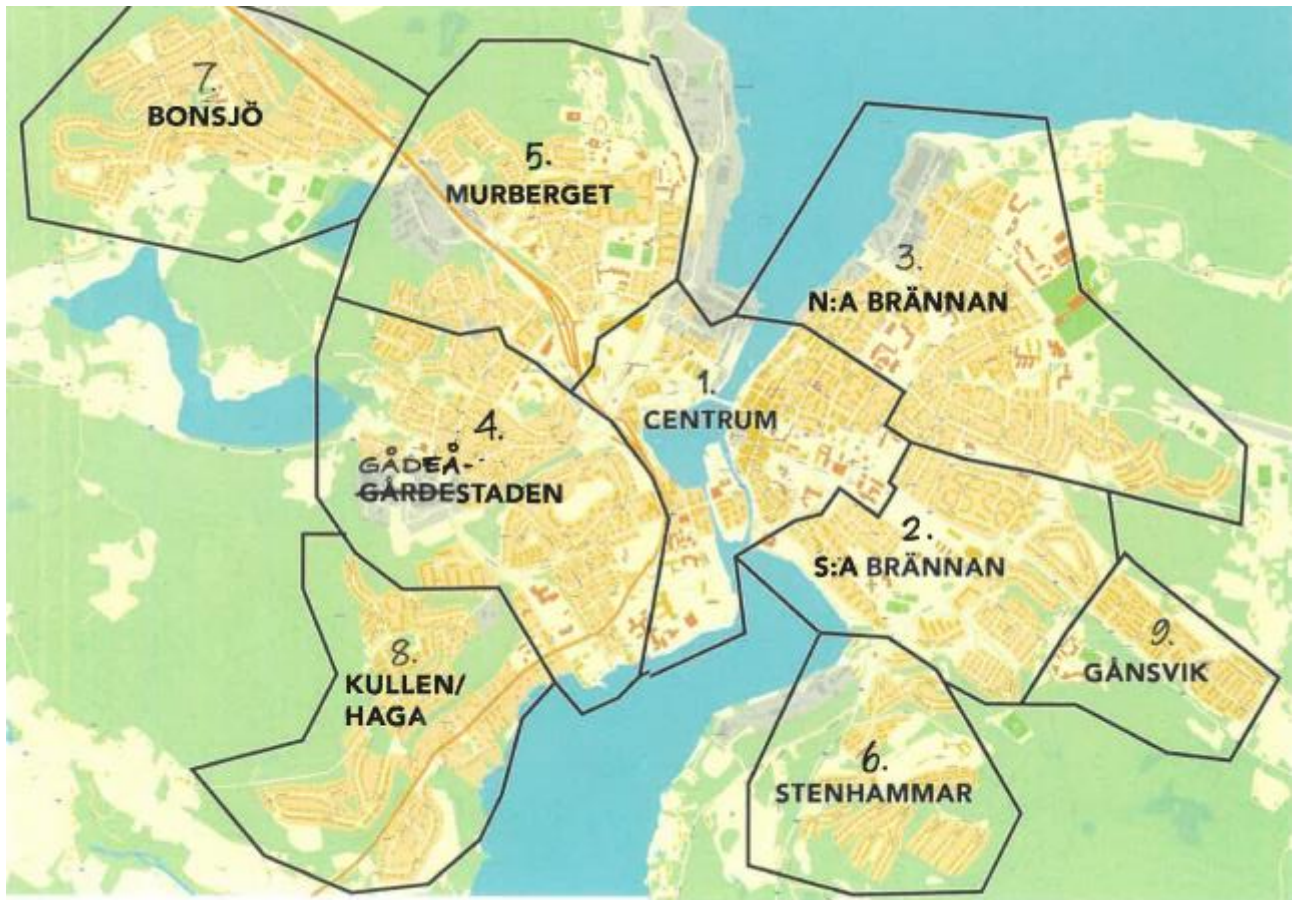 7.
BONSJÖ
5.
MURBERGET
3.
N:A BRÄNNAN
1.
CENTRUM
4.
GÅDEÅ-
GÅRDESTADEN
2.
S:A BRÄNNAN
9.
GÅNSVIK
8.
KULLEN/
HAGA
6.
STENHAMMAR